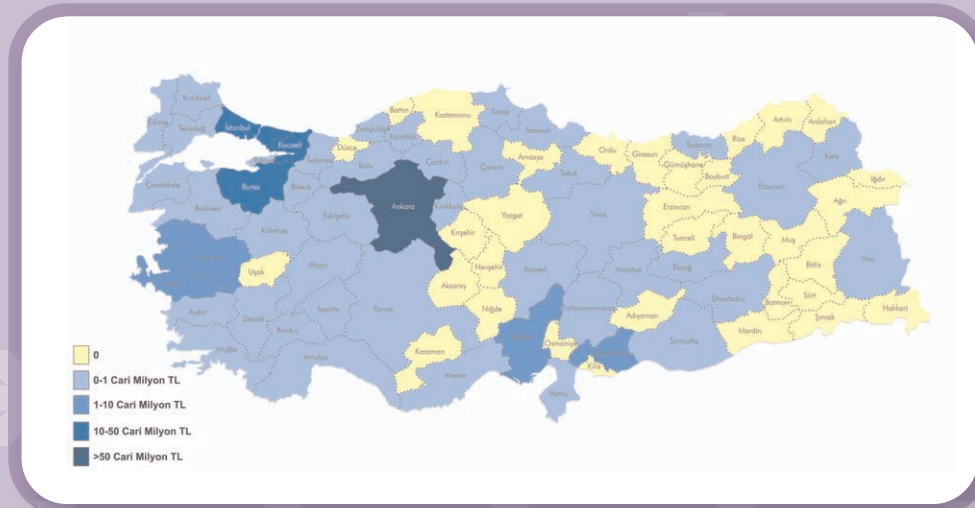 Kırklareli
Edirne
Tekirdağ
İstanbul
Kocaeli
Sakarya
Düzce
Bolu
Zonguldak
Bartın
Karabük
Kastamonu
Sinop
Samsun
Çankırı
Çorum
Amasya
Tokat
Ordu
Giresun
Gümüşhane
Bayburt
Trabzon
Rize
Artvin
Ardahan
Kars
Iğdır
Ağrı
Erzurum
Erzincan
Tunceli
Bingöl
Muş
Bitlis
Van
Hakkari
Şırnak
Siirt
Batman
Mardin
Diyarbakır
Elazığ
Malatya
Adıyaman
Şanlıurfa
Kilis
Osmaniye
Hatay
Kahramanmaraş
Sivas
Kayseri
Yozgat
Kırşehir
Nevşehir
Aksaray
Niğde
Kırıkkale
Ankara
Eskişehir
Bilecik
Bursa
Balıkesir
Çanakkale
Kütahya
Uşak
Afyon
Aydın
Denizli
Muğla
Burdur
Isparta
Antalya
Konya
Karaman
Mersin
0
0-1 Cari Milyon TL
1-10 Cari Milyon TL
10-50 Cari Milyon TL
>50 Cari Milyon TL